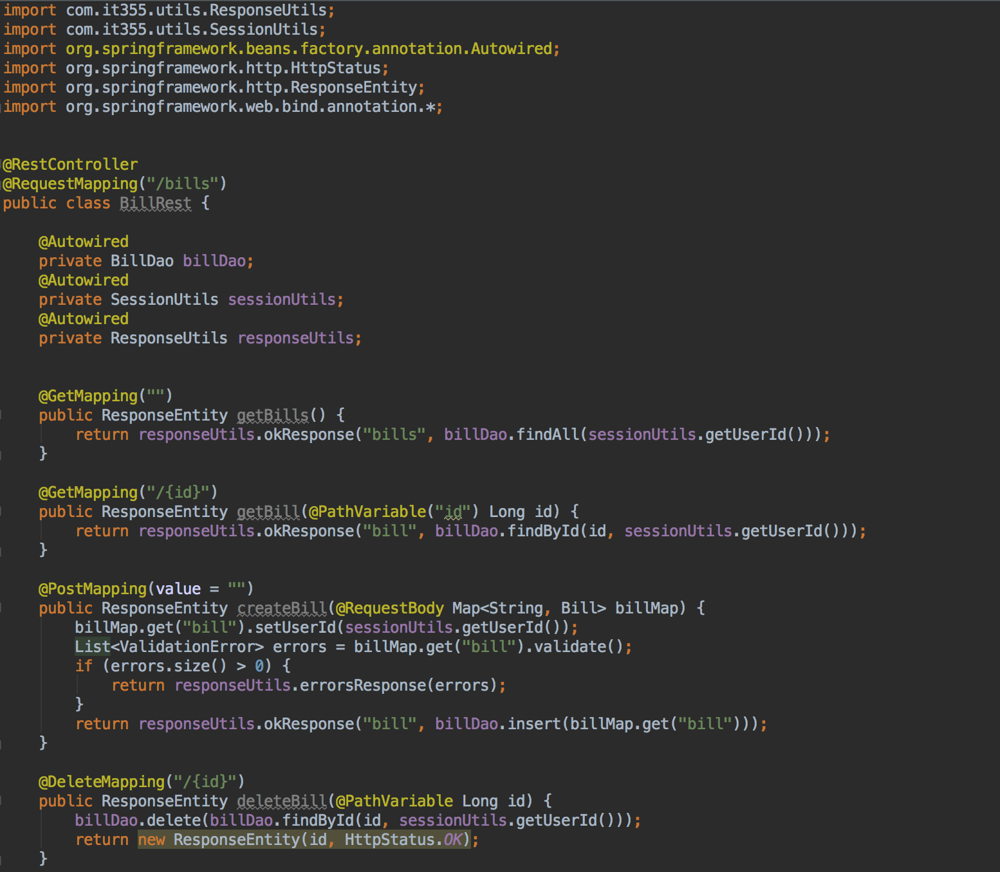 import com.it355.utils.ResponseUtils;
import com.it355.utils.SessionUtils;
import org.springframework.beans.factory.annotation.Autowired;
import org.springframework.http.HttpStatus;
import org.springframework.http.ResponseEntity;
import org.springframework.web.bind.annotation.*;
@RestController
@RequestMapping("/bills")
public class BillRest {
@Autowired
private BillDao billDao;
@Autowired
private SessionUtils sessionUtils;
@Autowired
private ResponseUtils responseUtils;
@GetMapping("")
public ResponseEntity getBills() {
return responseUtils.okResponse("bills", billDao.findAll(sessionUtils.getUserId()));
}
@GetMapping("/{id}")
public ResponseEntity getBill(@PathVariable("id") Long id) {
return responseUtils.okResponse("bill", billDao.findById(id, sessionUtils.getUserId()));
}
@PostMapping(value = "")
public ResponseEntity createBill(@RequestBody Map<String, Bill> billMap) {
billMap.get("bill").setUserId(sessionUtils.getUserId());
List<ValidationError> errors = billMap.get("bill").validate();
if (errors.size() > 0) {
return responseUtils.errorsResponse(errors);
}
return responseUtils.okResponse("bill", billDao.insert(billMap.get("bill")));
}
@DeleteMapping("/{id}")
public ResponseEntity deleteBill(@PathVariable Long id) {
billDao.delete(billDao.findById(id, sessionUtils.getUserId()));
return new ResponseEntity(id, HttpStatus.OK);
}